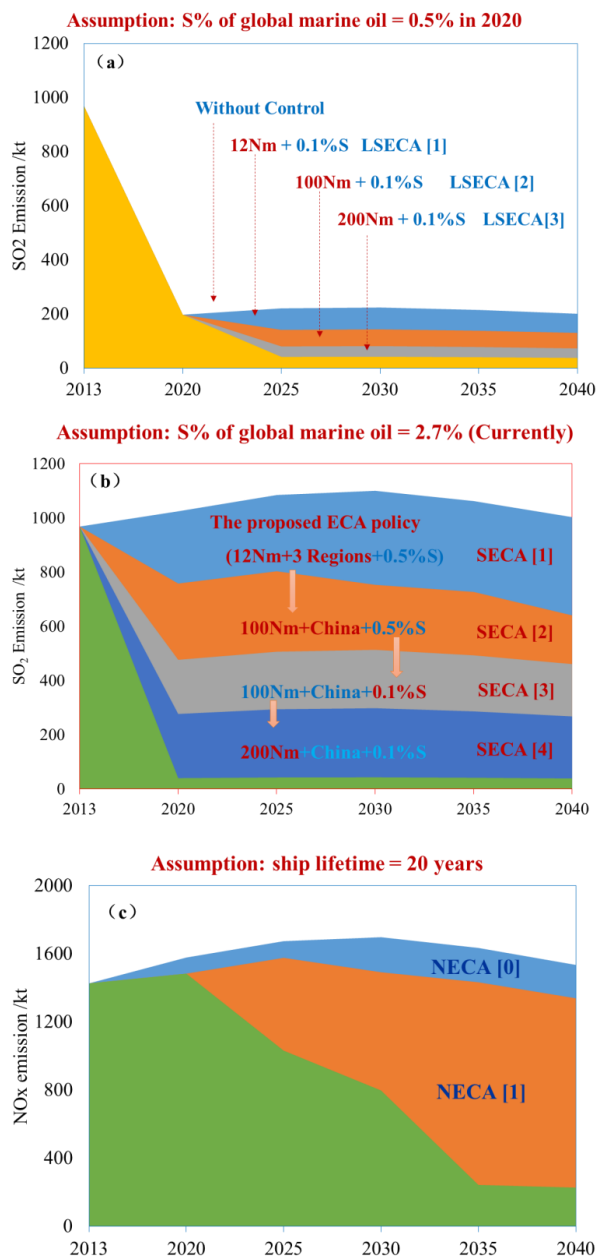 Assumption: S% of global marine oil = 0.5% in 2020
1200
（a）
1000
Without Control
800
12Nm + 0.1%S LSECA [1]
100Nm + 0.1%S LSECA [2]
600
200Nm + 0.1%S LSECA[3]
400
200
0
SO2 Emission /kt
2013 2020 2025 2030 2035 2040
Assumption: S% of global marine oil = 2.7% (Currently)
1200
（b）
1000
The proposed ECA policy
(12Nm+3 Regions+0.5%S) SECA [1]
800
600
100Nm+China+0.5%S SECA [2]
400
100Nm+China+0.1%S SECA [3]
200
200Nm+China+0.1%S SECA [4]
0
SO₂ Emission /kt
2013 2020 2025 2030 2035 2040
Assumption: ship lifetime = 20 years
2000
（c）
1600
NECA [0]
1200
800
NECA [1]
400
0
NOx emission /kt
2013 2020 2025 2030 2035 2040